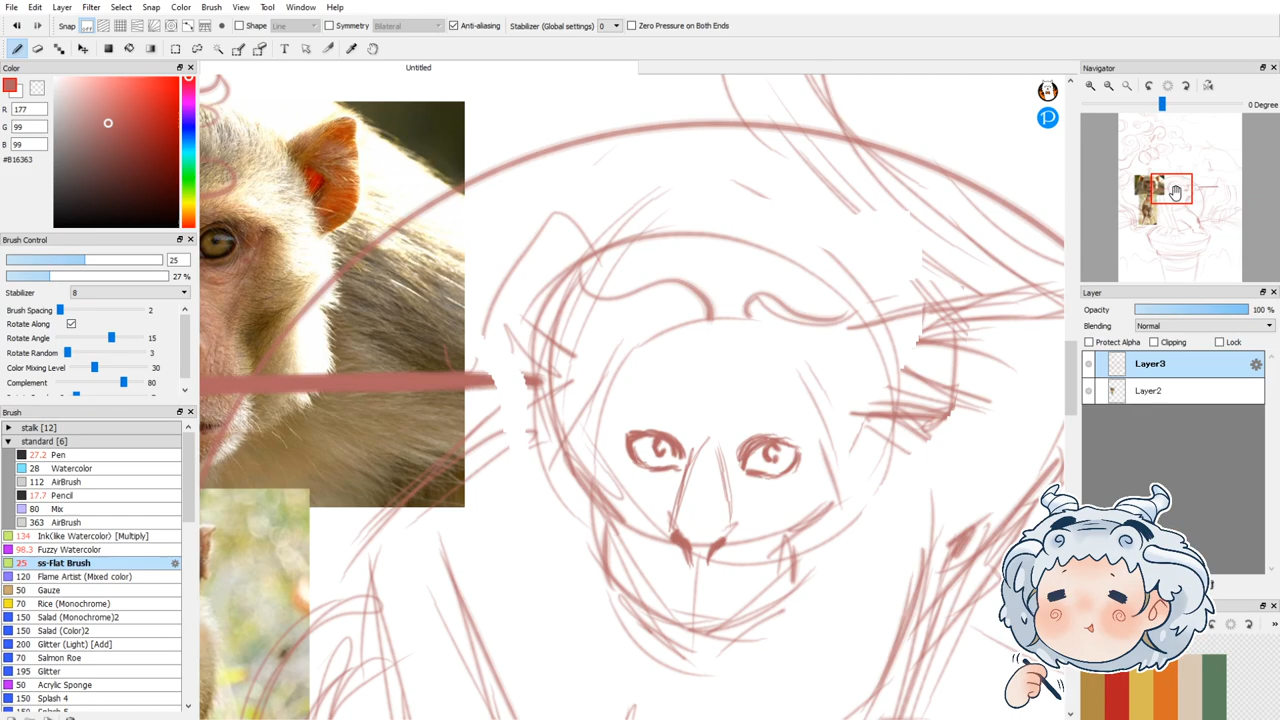 File Edit Layer Filter Select Snap Color Brush View Tool Edit Window Help
Snap Off Shape Line Symmetry Bilateral Anti-aliasing Stabilizer (Global settings) 0 Zero Pressure on Both Ends
Color
Untitled
Navigator
R 177
G 99
B 99
#B16363
0 Degree
Brush Control
25
27 %
Stabilizer 8
Brush Spacing 2
Rotate Along
Rotate Angle 15
Rotate Random 3
Color Mixing Level 30
Complement 80
Layer
Opacity 100 %
Blending Normal
Protect Alpha Clipping Lock
Layer3
Layer2
Brush
stalk [12]
standard [6]
27.2 Pen
28 Watercolor
112 AirBrush
17.7 Pencil
80 Mix
363 AirBrush
134 Ink(like Watercolor) [Multiply]
98.3 Fuzzy Watercolor
25 ss-Flat Brush
120 Flame Artist (Mixed color)
50 Gauze
70 Rice (Monochrome)
150 Salad (Monochrome)2
150 Salad (Color)2
200 Glitter (Light) [Add]
70 Salmon Roe
195 Glitter
50 Acrylic Sponge
150 Splash 4